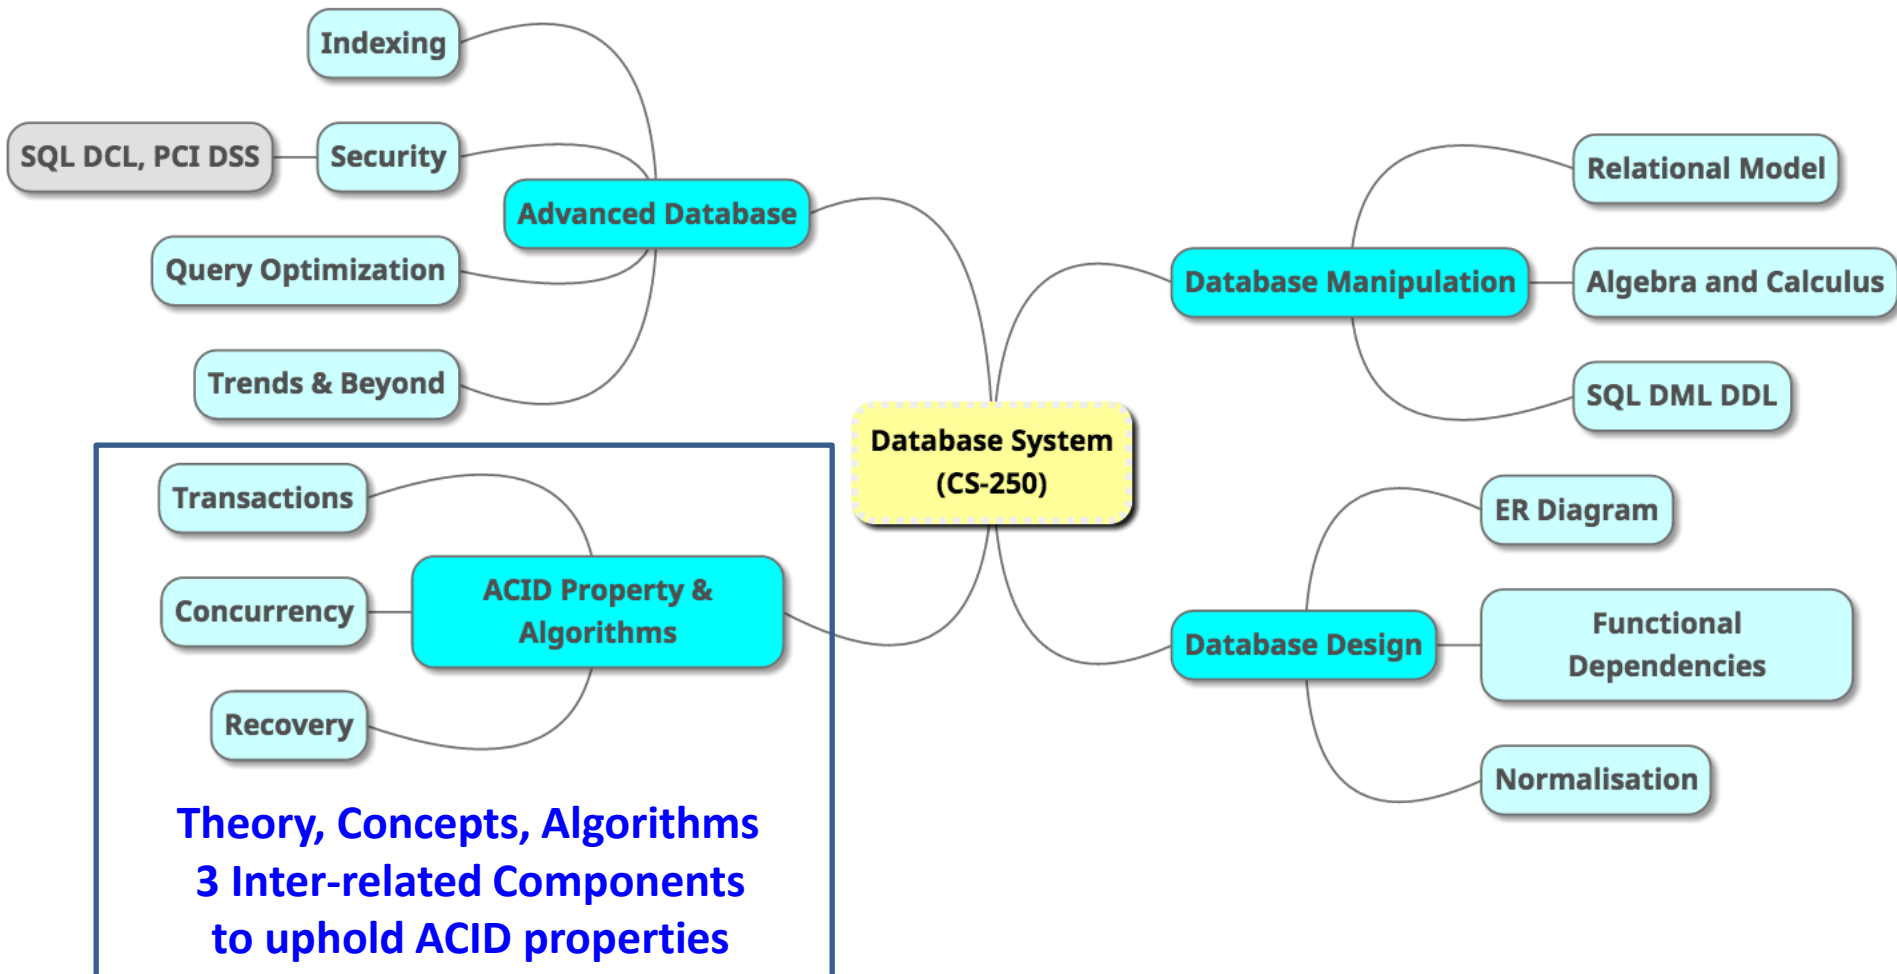 Indexing
SQL DCL, PCI DSS
Security
Advanced Database
Query Optimization
Trends & Beyond
Relational Model
Database Manipulation
Algebra and Calculus
SQL DML DDL
Database System
(CS-250)
Transactions
ACID Property &
Algorithms
Concurrency
Recovery
Theory, Concepts, Algorithms
3 Inter-related Components
to uphold ACID properties
ER Diagram
Database Design
Functional
Dependencies
Normalisation